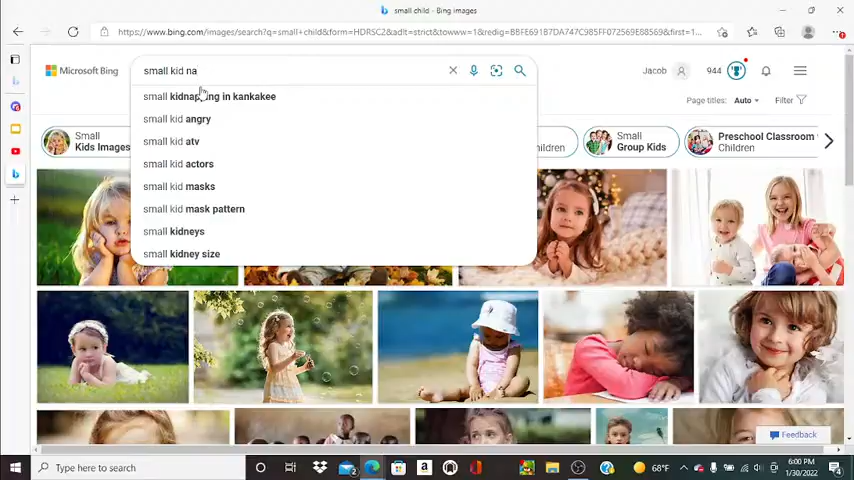 small child - Bing images
https://www.bing.com/images/search?q=small+child&form=HDRSC2&adlt=strict&towww=1&redig=BBFE69191DA747C985FF072569E88569&first=1...
Microsoft Bing
small kid na
Jacob
944
Page titles: Auto
Filter
small kidnapping in kankakee
small kid angry
small kid atv
small kid actors
small kid masks
small kid mask pattern
small kidneys
small kidney size
Small
Kids Images
hildren
Small
Group Kids
Preschool Classroom
Children
Feedback
Type here to search
68°F
6:00 PM
1/30/2022